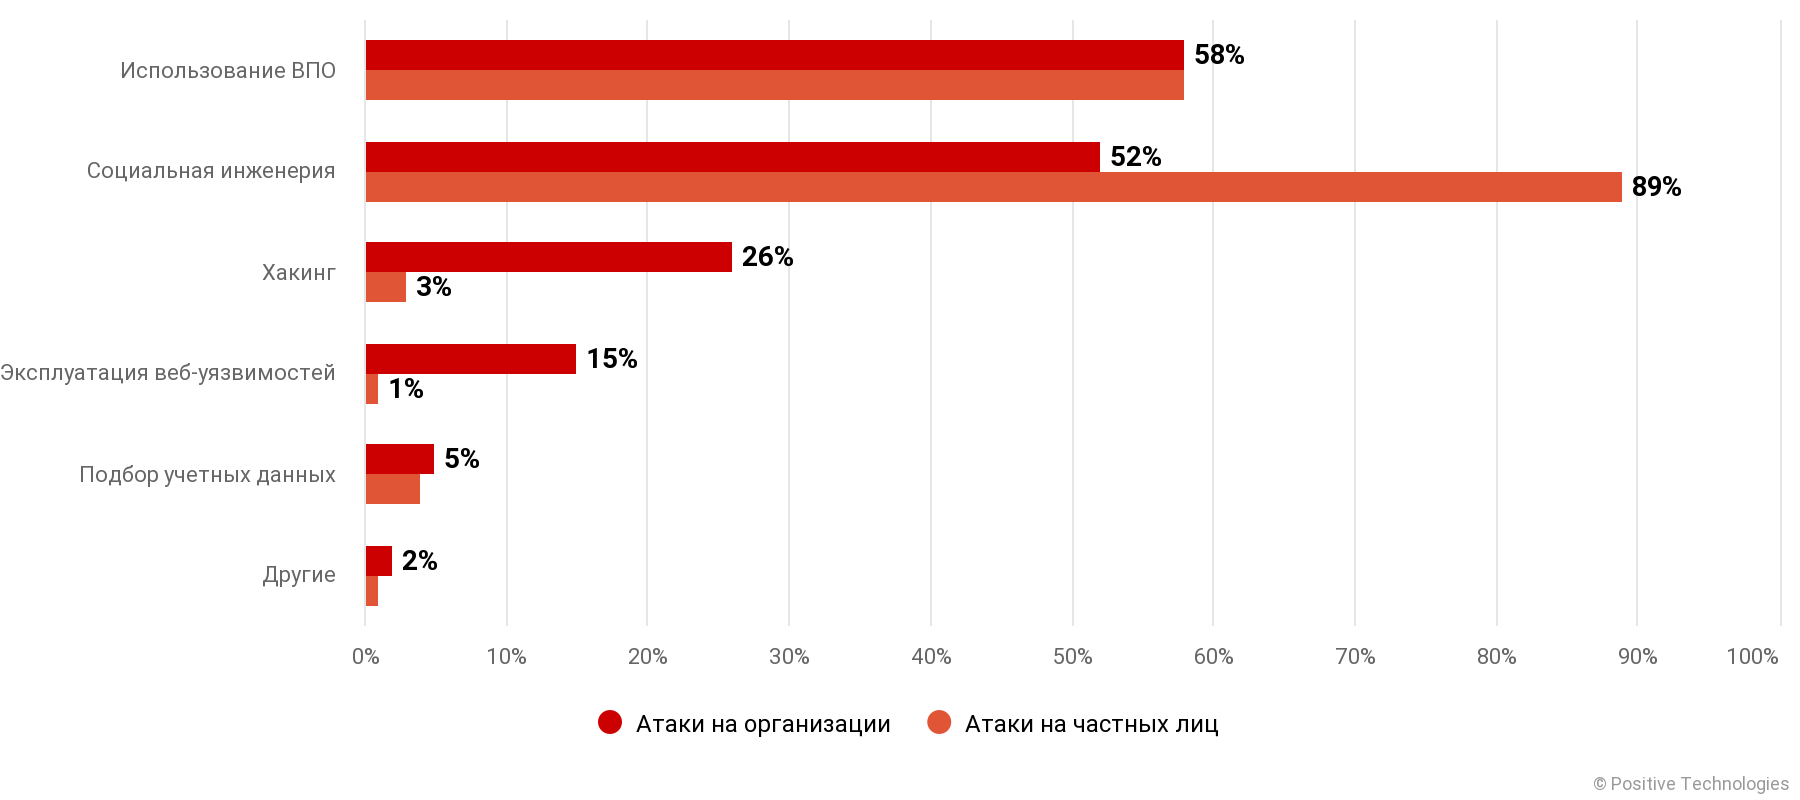 Использование ВПО
58%
Социальная инженерия
52%
89%
Хакинг
26%
3%
Эксплуатация веб-уязвимостей
15%
1%
Подбор учетных данных
5%
Другие
2%
0% 10% 20% 30% 40% 50% 60% 70% 80% 90% 100%
Атаки на организации Атаки на частных лиц
© Positive Technologies